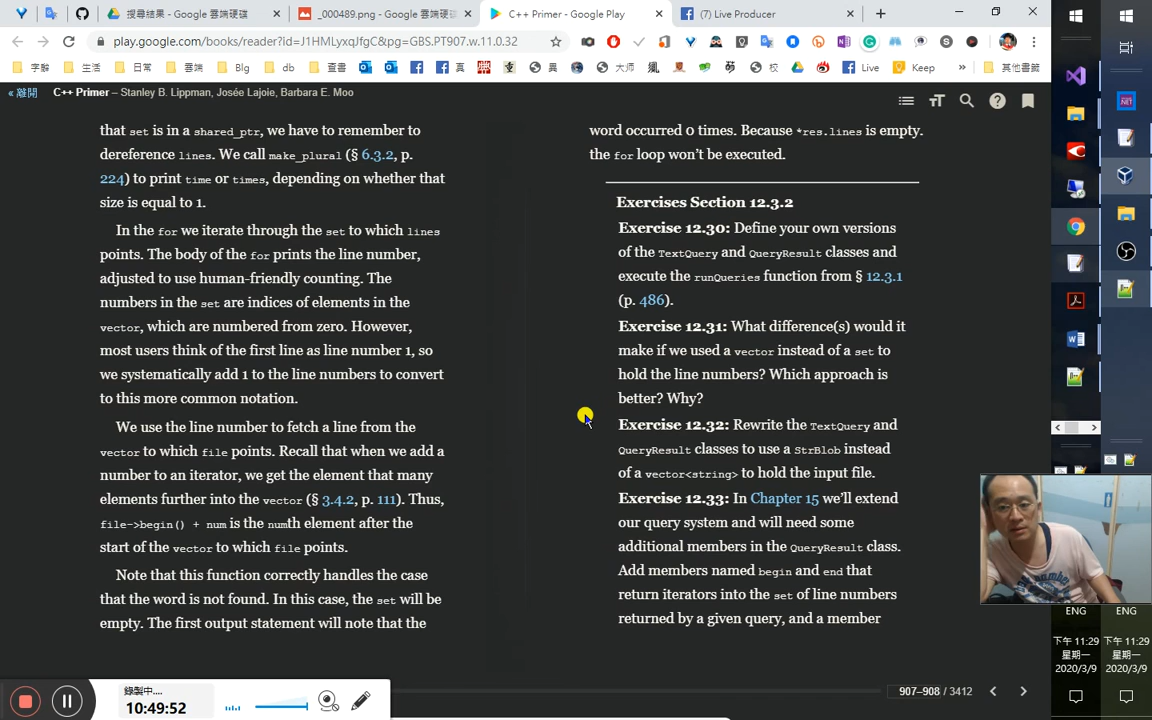 搜尋結果 - Google 雲端硬碟
_000489.png - Google 雲端硬碟
C++ Primer - Google Play
(7) Live Producer
play.google.com/books/reader?id=J1HMLyxqJfgC&pg=GBS.PT907.w.11.0.32
字辭
生活
日常
雲端
Blg
db
查書
真
異
大师
校
Live
Keep
»
其他書籤
« 離開
C++ Primer – Stanley B. Lippman, Josée Lajoie, Barbara E. Moo
that set is in a shared_ptr, we have to remember to
dereference lines. We call make_plural (§ 6.3.2, p.
224) to print time or times, depending on whether that
size is equal to 1.
In the for we iterate through the set to which lines
points. The body of the for prints the line number,
adjusted to use human-friendly counting. The
numbers in the set are indices of elements in the
vector, which are numbered from zero. However,
most users think of the first line as line number 1, so
we systematically add 1 to the line numbers to convert
to this more common notation.
We use the line number to fetch a line from the
vector to which file points. Recall that when we add a
number to an iterator, we get the element that many
elements further into the vector (§ 3.4.2, p. 111). Thus,
file->begin() + num is the numth element after the
start of the vector to which file points.
Note that this function correctly handles the case
that the word is not found. In this case, the set will be
empty. The first output statement will note that the
word occurred 0 times. Because *res.lines is empty.
the for loop won't be executed.
Exercises Section 12.3.2
Exercise 12.30: Define your own versions
of the TextQuery and QueryResult classes and
execute the runQueries function from § 12.3.1
(p. 486).
Exercise 12.31: What difference(s) would it
make if we used a vector instead of a set to
hold the line numbers? Which approach is
better? Why?
Exercise 12.32: Rewrite the TextQuery and
QueryResult classes to use a StrBlob instead
of a vector<string> to hold the input file.
Exercise 12.33: In Chapter 15 we'll extend
our query system and will need some
additional members in the QueryResult class.
Add members named begin and end that
return iterators into the set of line numbers
returned by a given query, and a member
907–908 / 3412
錄製中....
10:49:52
ENG
下午 11:29
星期一
2020/3/9
ENG
下午 11:29
星期一
2020/3/9